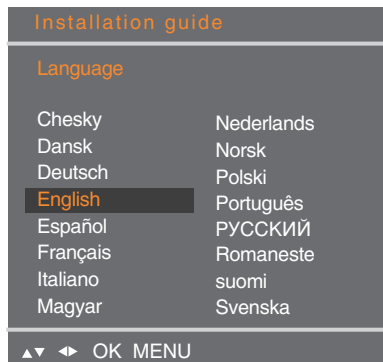 Installation guide
Language
Chesky
Dansk
Deutsch
English
Español
Français
Italiano
Magyar
Nederlands
Norsk
Polski
Português
РУССКИЙ
Romaneste
suomi
Svenska
▲▼ ◀▶ OK MENU